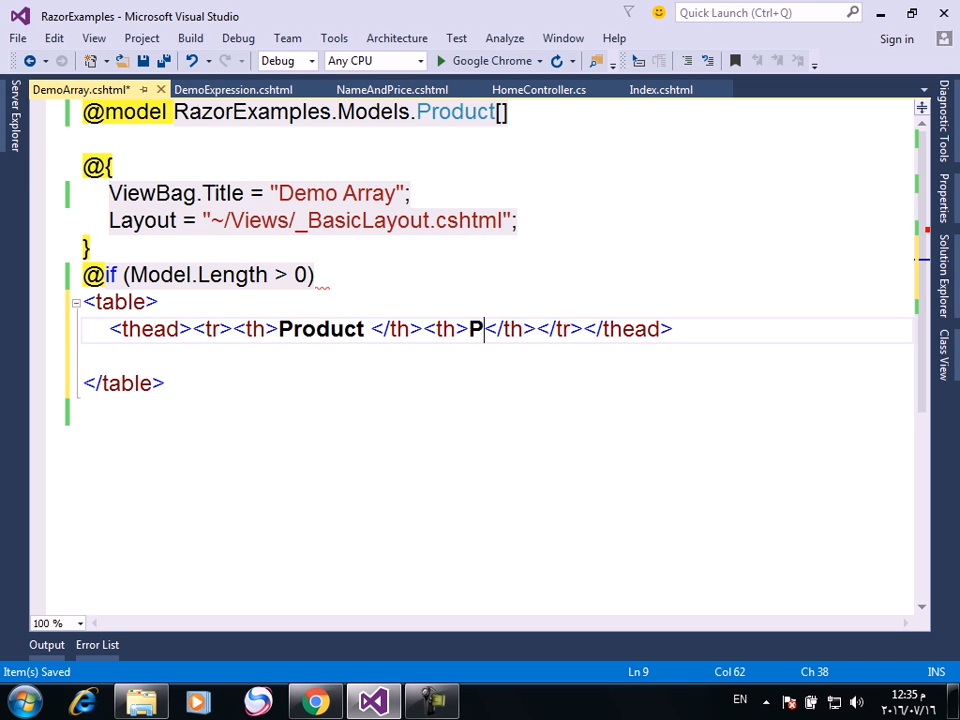 RazorExamples - Microsoft Visual Studio
Quick Launch (Ctrl+Q)
File Edit View Project Build Debug Team Tools Architecture Test Analyze Window Help Sign in
Debug Any CPU Google Chrome
DemoArray.cshtml* DemoExpression.cshtml NameAndPrice.cshtml HomeController.cs Index.cshtml
Server Explorer
Diagnostic Tools
Properties
Solution Explorer
Class View
@model RazorExamples.Models.Product[]
@{
ViewBag.Title = "Demo Array";
Layout = "~/Views/_BasicLayout.cshtml";
}
@if (Model.Length > 0)
<table>
<thead><tr><th>Product </th><th>P</th></tr></thead>
</table>
100 %
Output Error List
Item(s) Saved Ln 9 Col 62 Ch 38 INS
EN
12:35 م
٢٠١٦/٠٧/١٦